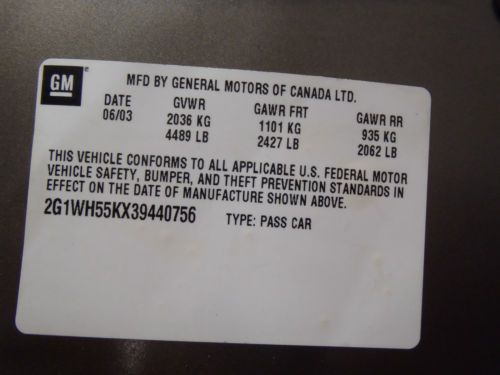 GM
MFD BY GENERAL MOTORS OF CANADA LTD.
DATE GVWR GAWR FRT GAWR RR
06/03 2036 KG 1101 KG 935 KG
4489 LB 2427 LB 2062 LB
THIS VEHICLE CONFORMS TO ALL APPLICABLE U.S. FEDERAL MOTOR
VEHICLE SAFETY, BUMPER, AND THEFT PREVENTION STANDARDS IN
EFFECT ON THE DATE OF MANUFACTURE SHOWN ABOVE.
2G1WH55KX39440756 TYPE: PASS CAR